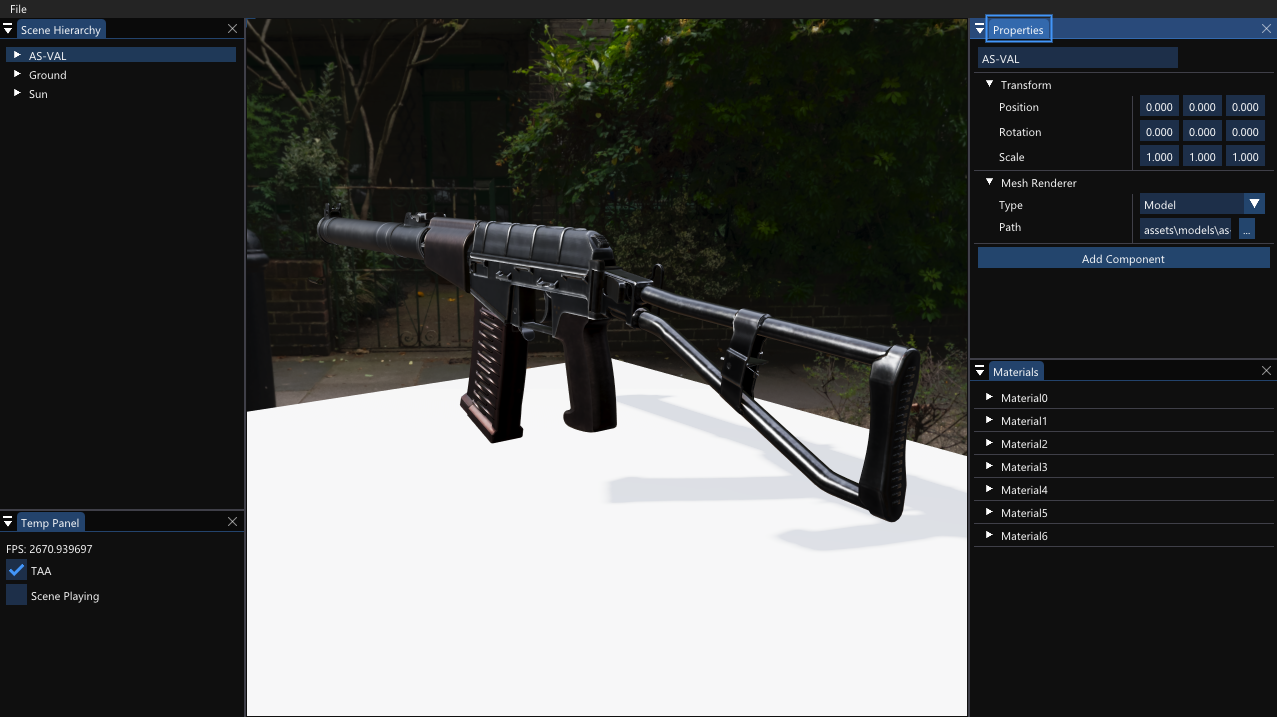 File
Scene Hierarchy
AS-VAL
Ground
Sun
Temp Panel
FPS: 2670.939697
TAA
Scene Playing
Properties
AS-VAL
Transform
Position 0.000 0.000 0.000
Rotation 0.000 0.000 0.000
Scale 1.000 1.000 1.000
Mesh Renderer
Type Model
Path assets\models\as ...
Add Component
Materials
Material0
Material1
Material2
Material3
Material4
Material5
Material6